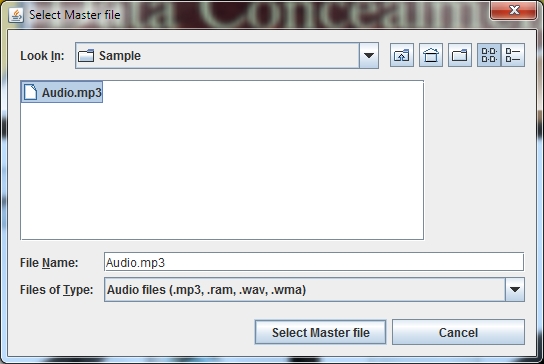 Select Master file
Look In: Sample
Audio.mp3
File Name: Audio.mp3
Files of Type: Audio files (.mp3, .ram, .wav, .wma)
Select Master file Cancel